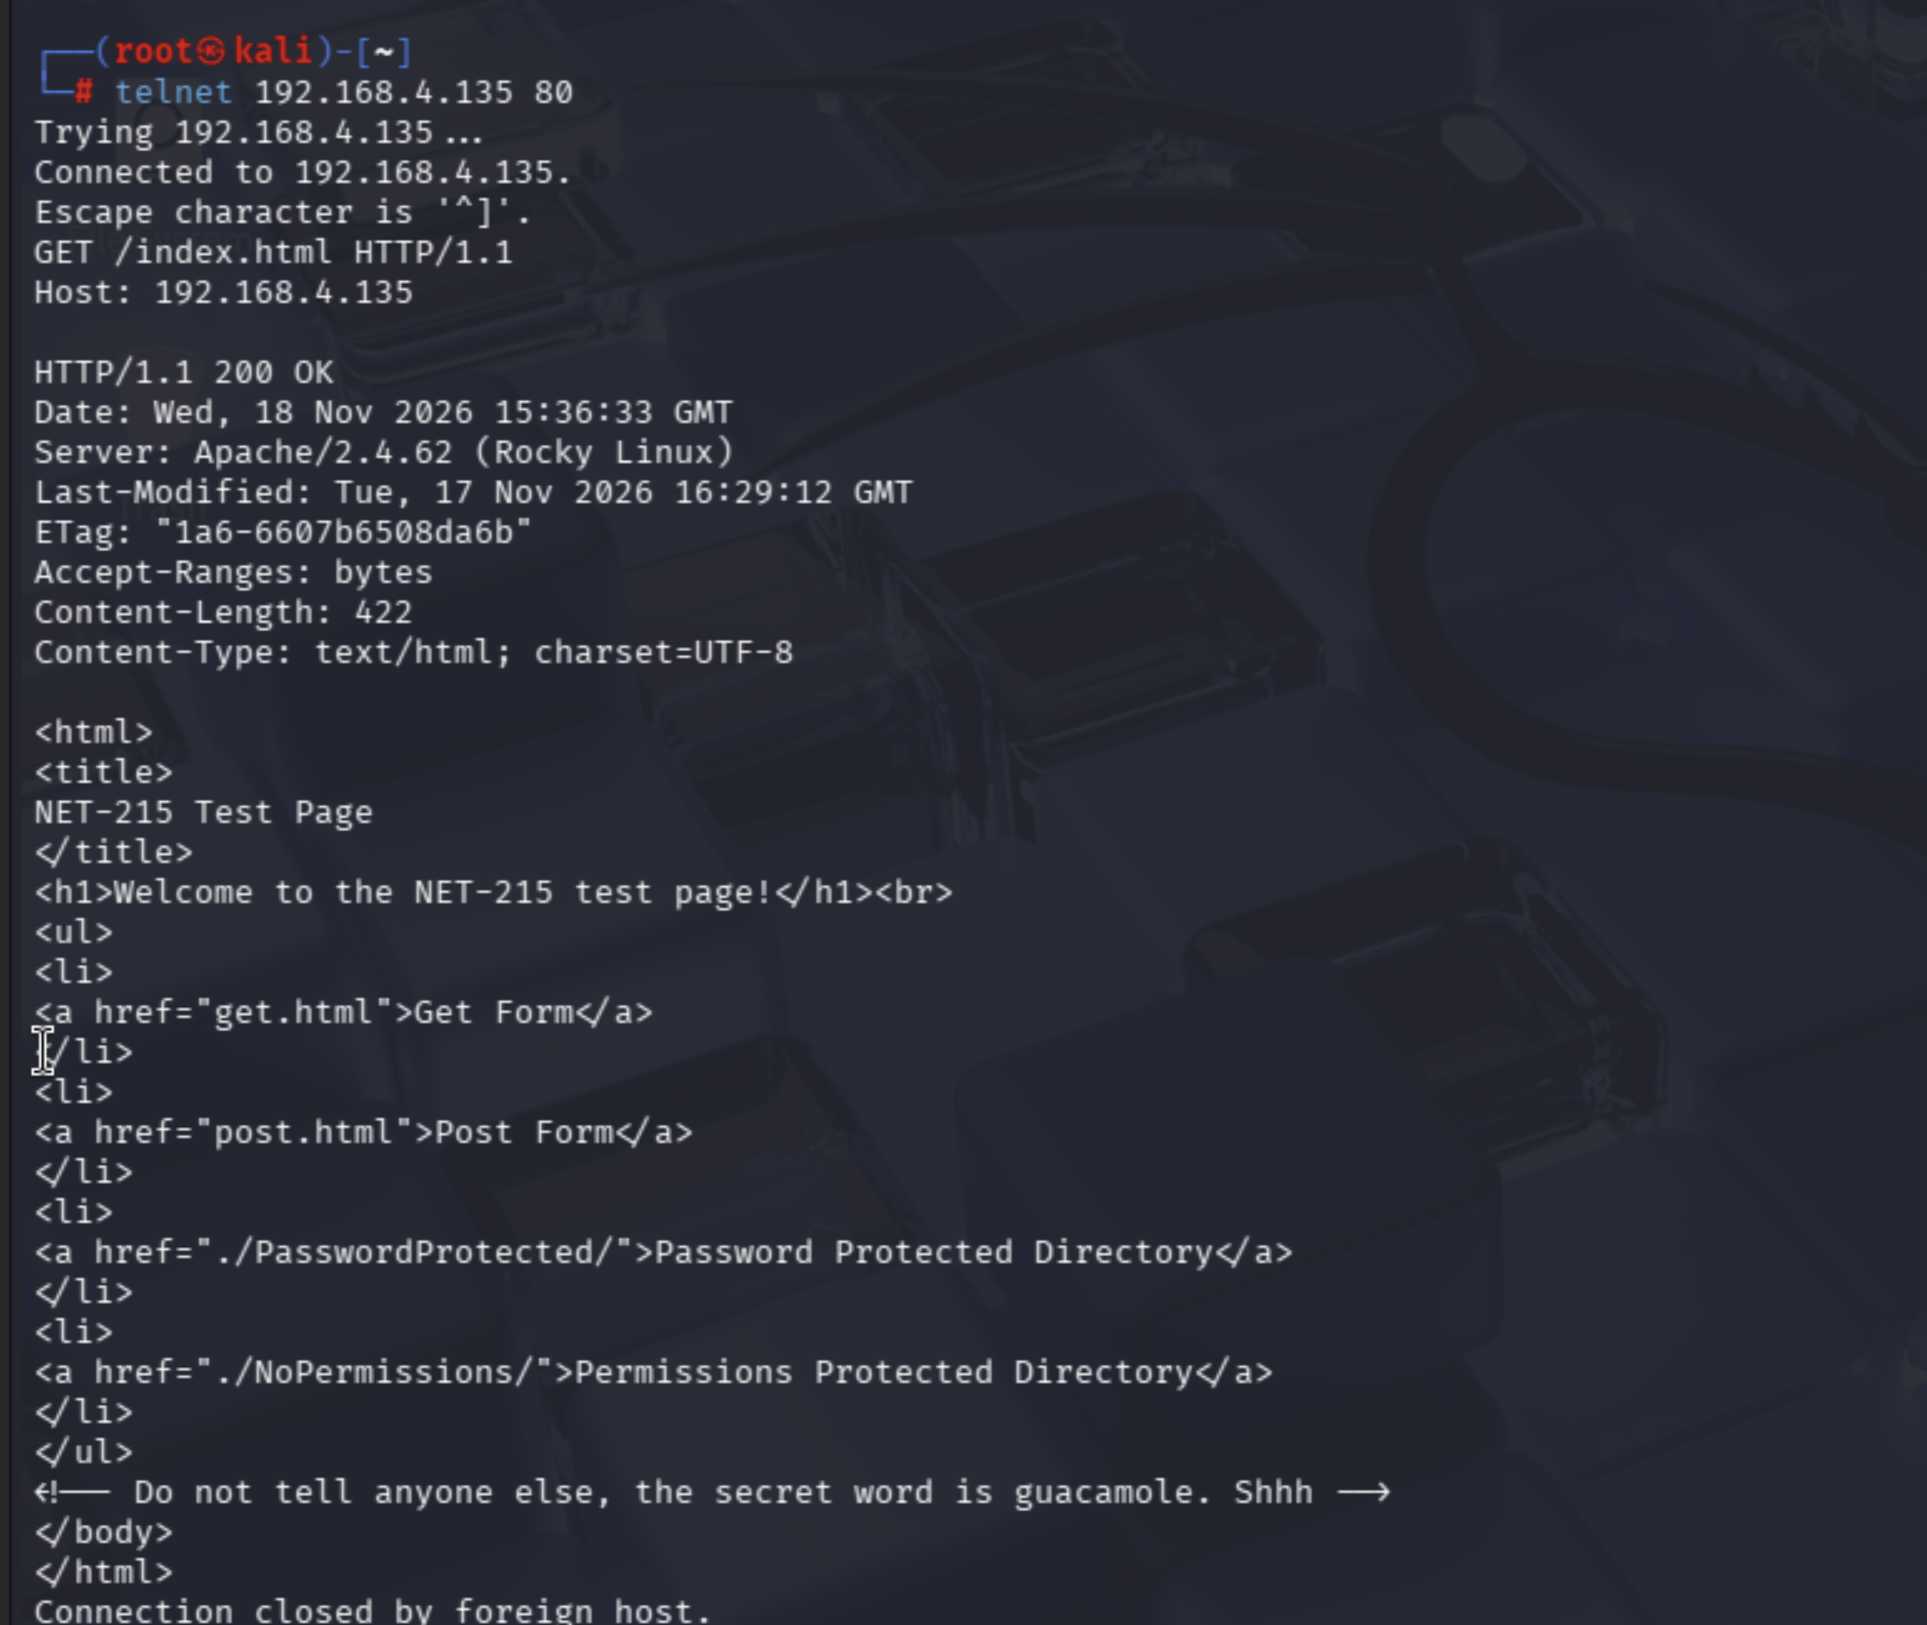 ┌──(root㉿kali)-[~]
└─# telnet 192.168.4.135 80
Trying 192.168.4.135...
Connected to 192.168.4.135.
Escape character is '^]'.
GET /index.html HTTP/1.1
Host: 192.168.4.135

HTTP/1.1 200 OK
Date: Wed, 18 Nov 2026 15:36:33 GMT
Server: Apache/2.4.62 (Rocky Linux)
Last-Modified: Tue, 17 Nov 2026 16:29:12 GMT
ETag: "1a6-6607b6508da6b"
Accept-Ranges: bytes
Content-Length: 422
Content-Type: text/html; charset=UTF-8

<html>
<title>
NET-215 Test Page
</title>
<h1>Welcome to the NET-215 test page!</h1><br>
<ul>
<li>
<a href="get.html">Get Form</a>
</li>
<li>
<a href="post.html">Post Form</a>
</li>
<li>
<a href="./PasswordProtected/">Password Protected Directory</a>
</li>
<li>
<a href="./NoPermissions/">Permissions Protected Directory</a>
</li>
</ul>
<!-- Do not tell anyone else, the secret word is guacamole. Shhh -->
</body>
</html>
Connection closed by foreign host.